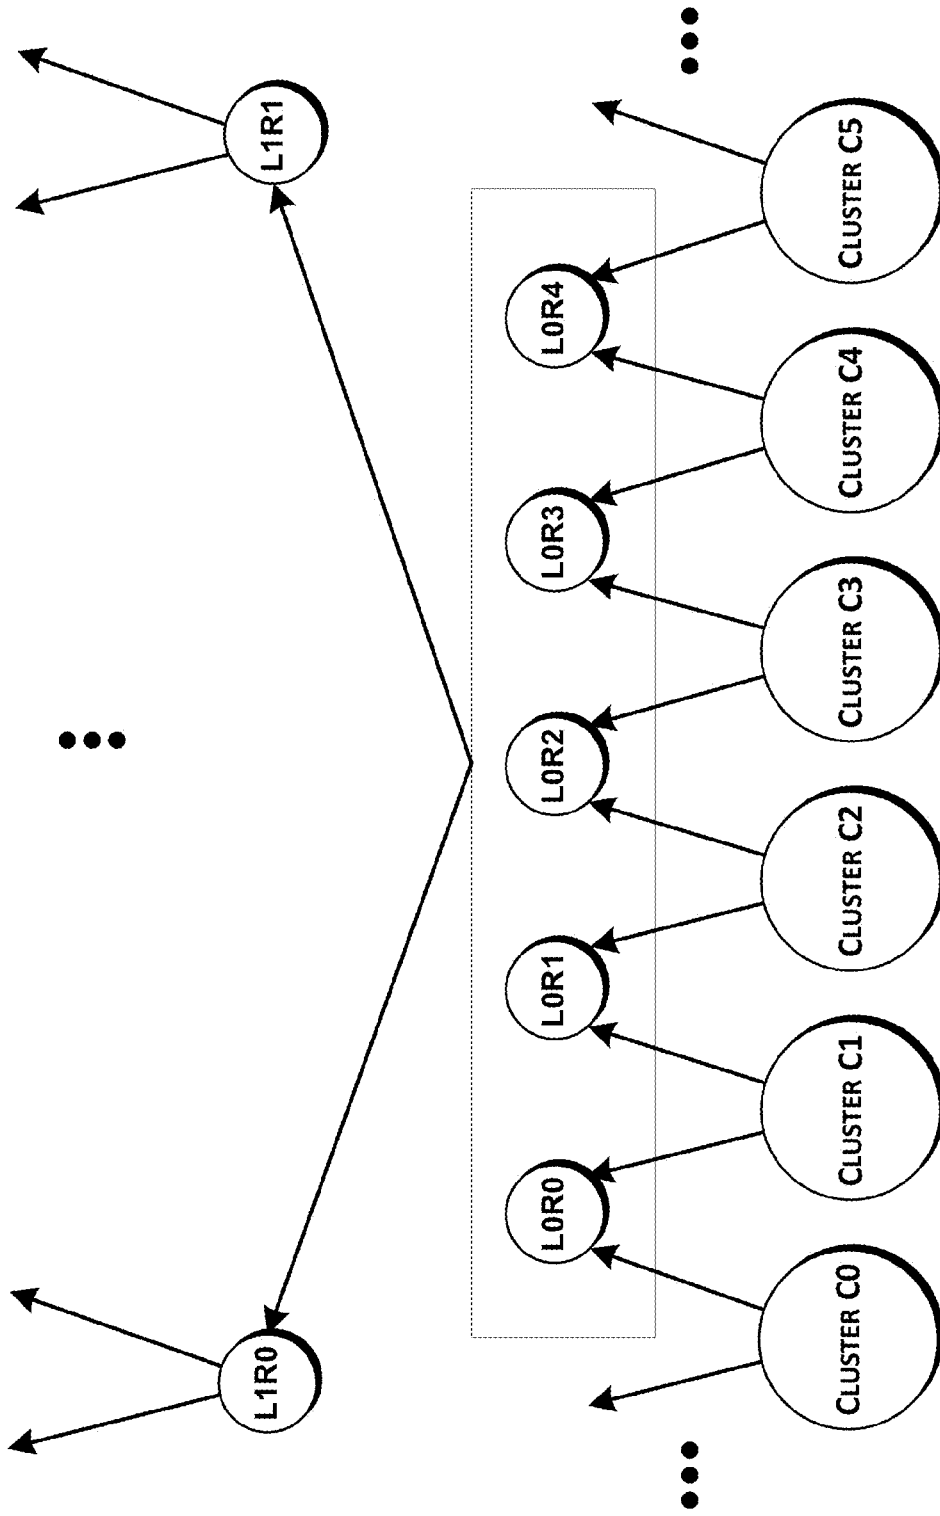 L1R0
L1R1
L0R0
L0R1
L0R2
L0R3
L0R4
CLUSTER C0
CLUSTER C1
CLUSTER C2
CLUSTER C3
CLUSTER C4
CLUSTER C5